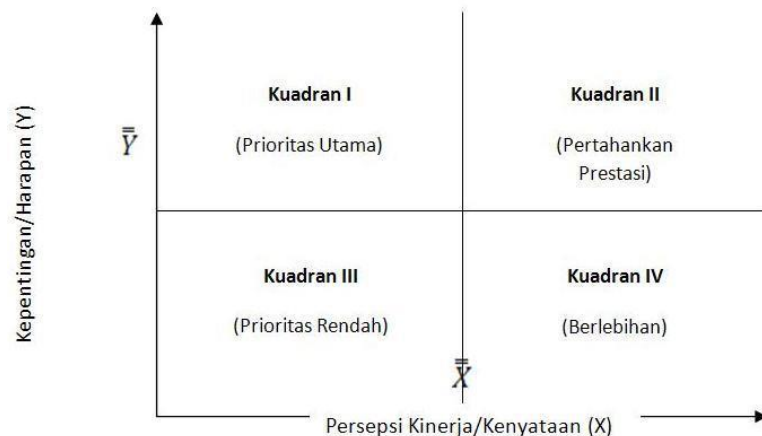 Kepentingan/Harapan (Y)
Y̿
Kuadran I
(Prioritas Utama)
Kuadran II
(Pertahankan
Prestasi)
Kuadran III
(Prioritas Rendah)
Kuadran IV
(Berlebihan)
X̿
Persepsi Kinerja/Kenyataan (X)